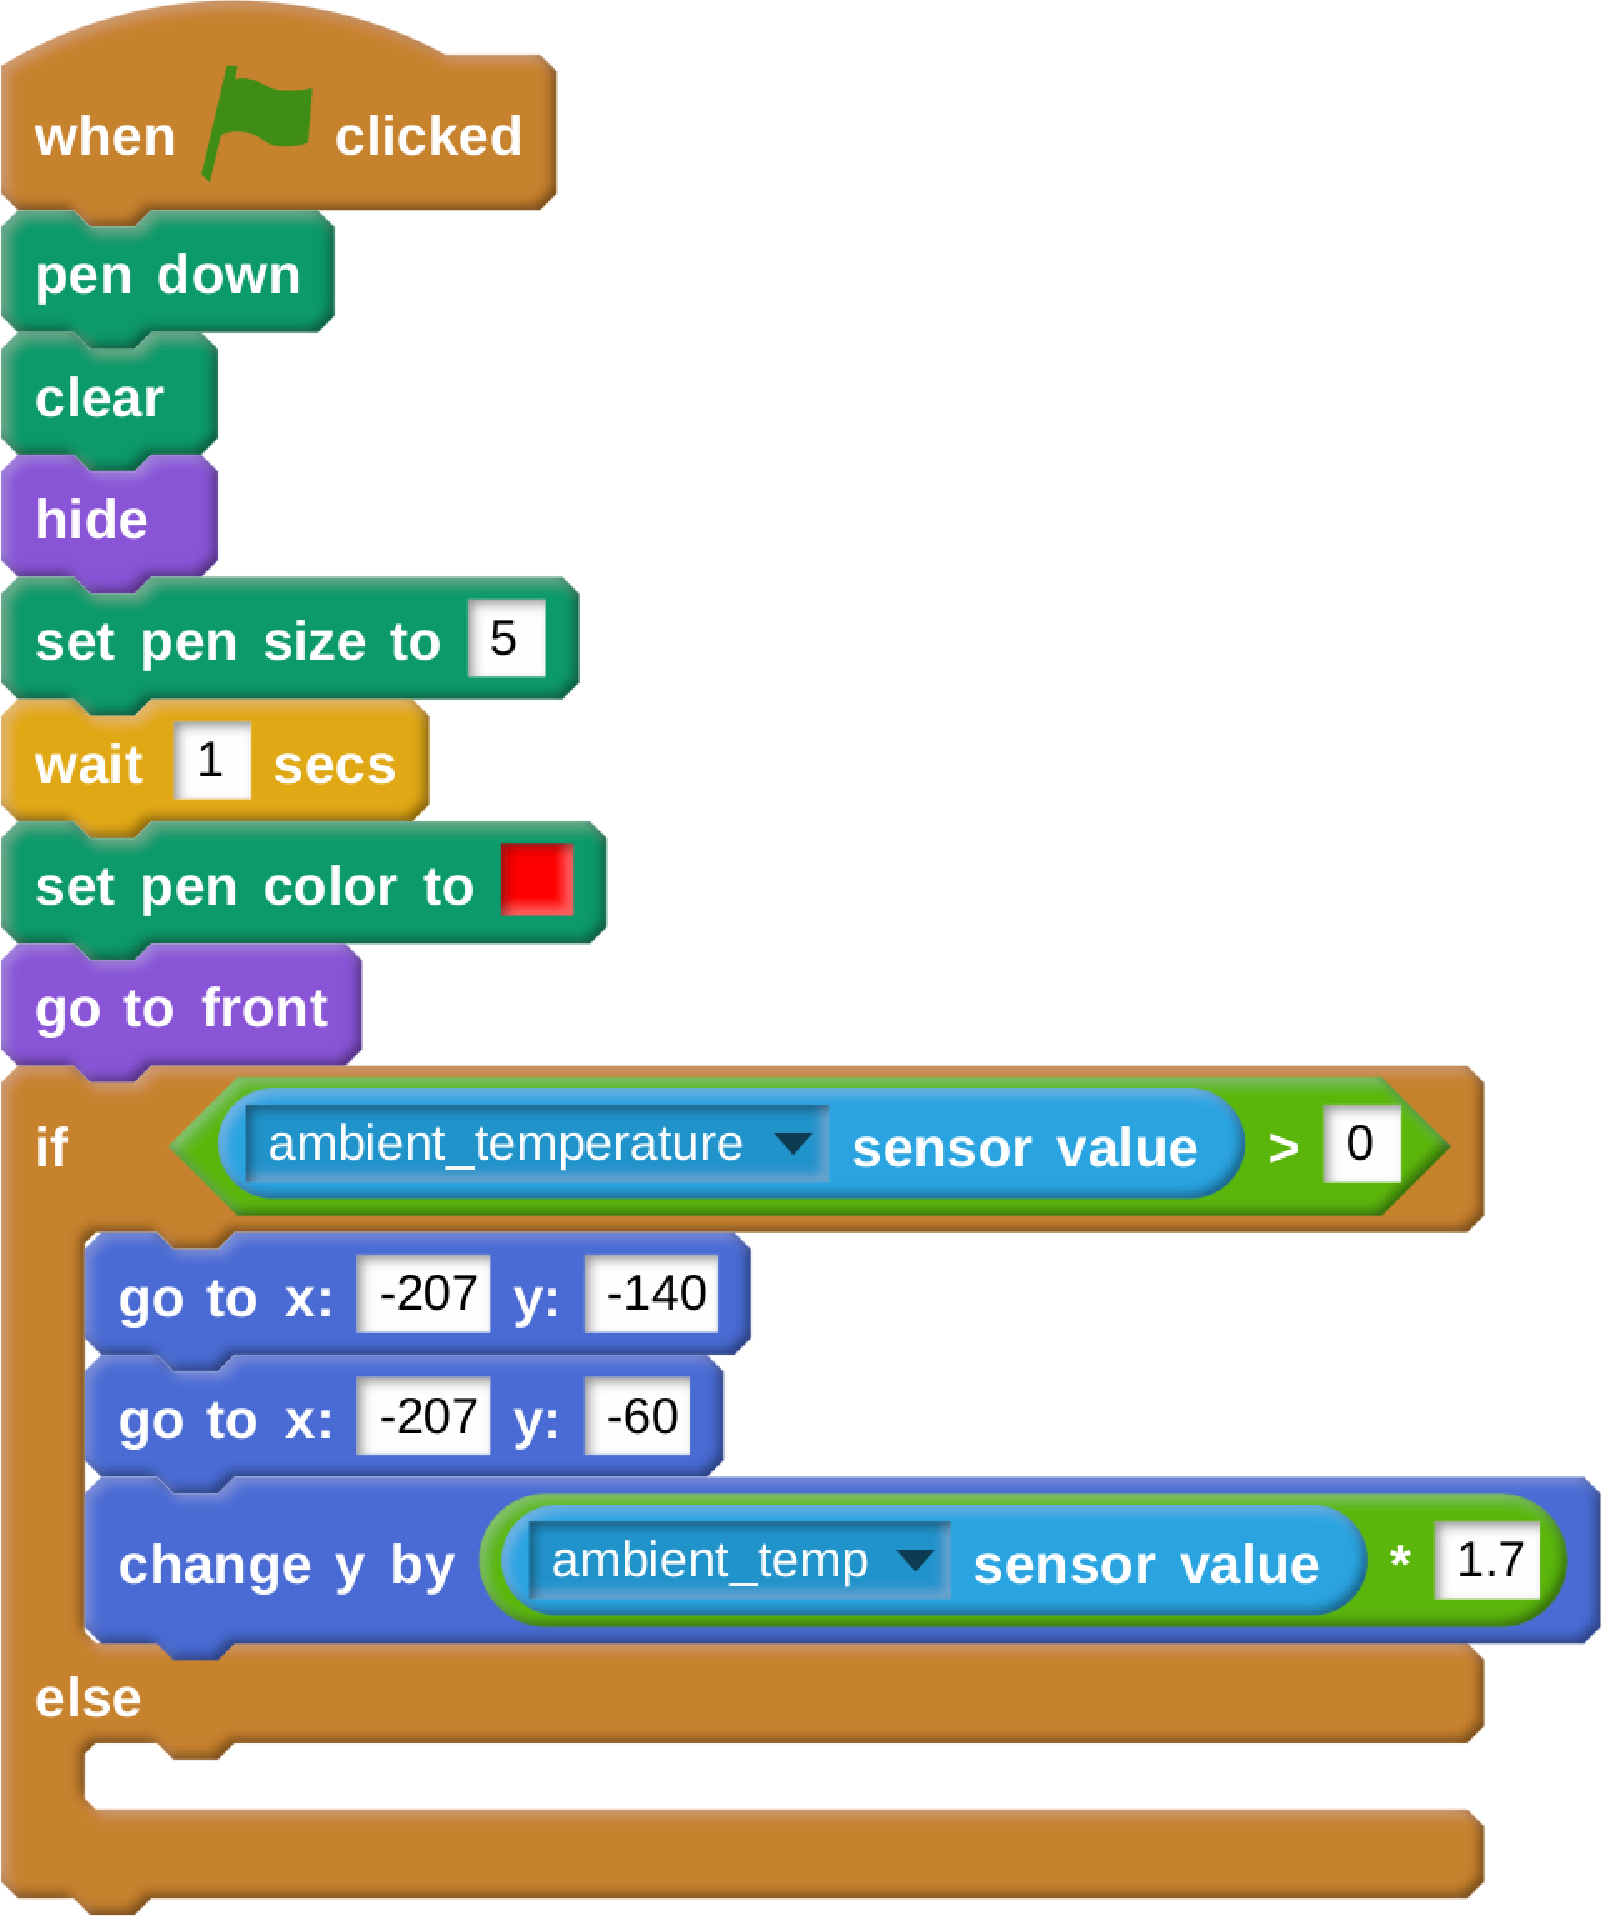 when clicked
pen down
clear
hide
set pen size to 5
wait 1 secs
set pen color to
go to front
if ambient_temperature sensor value > 0
go to x: -207 y: -140
go to x: -207 y: -60
change y by ambient_temp sensor value * 1.7
else